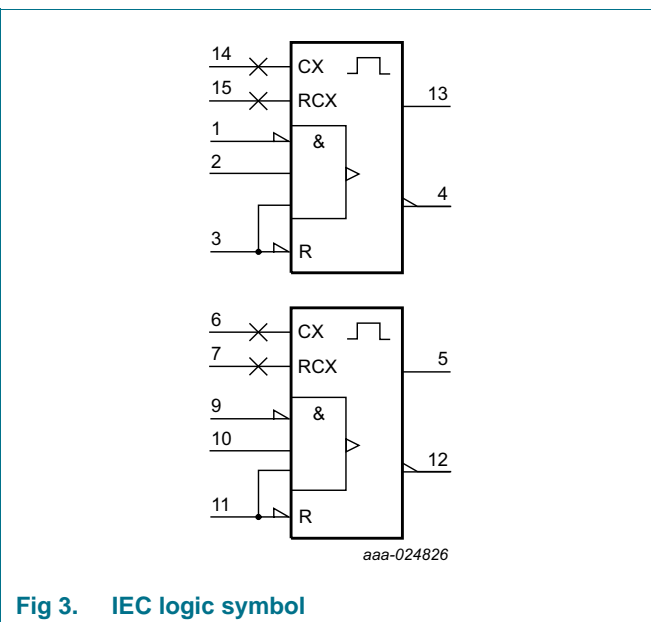 14 CX
15 RCX 13
1 &
2
4
3 R
6 CX
7 RCX 5
9 &
10
12
11 R
aaa-024826
Fig 3. IEC logic symbol